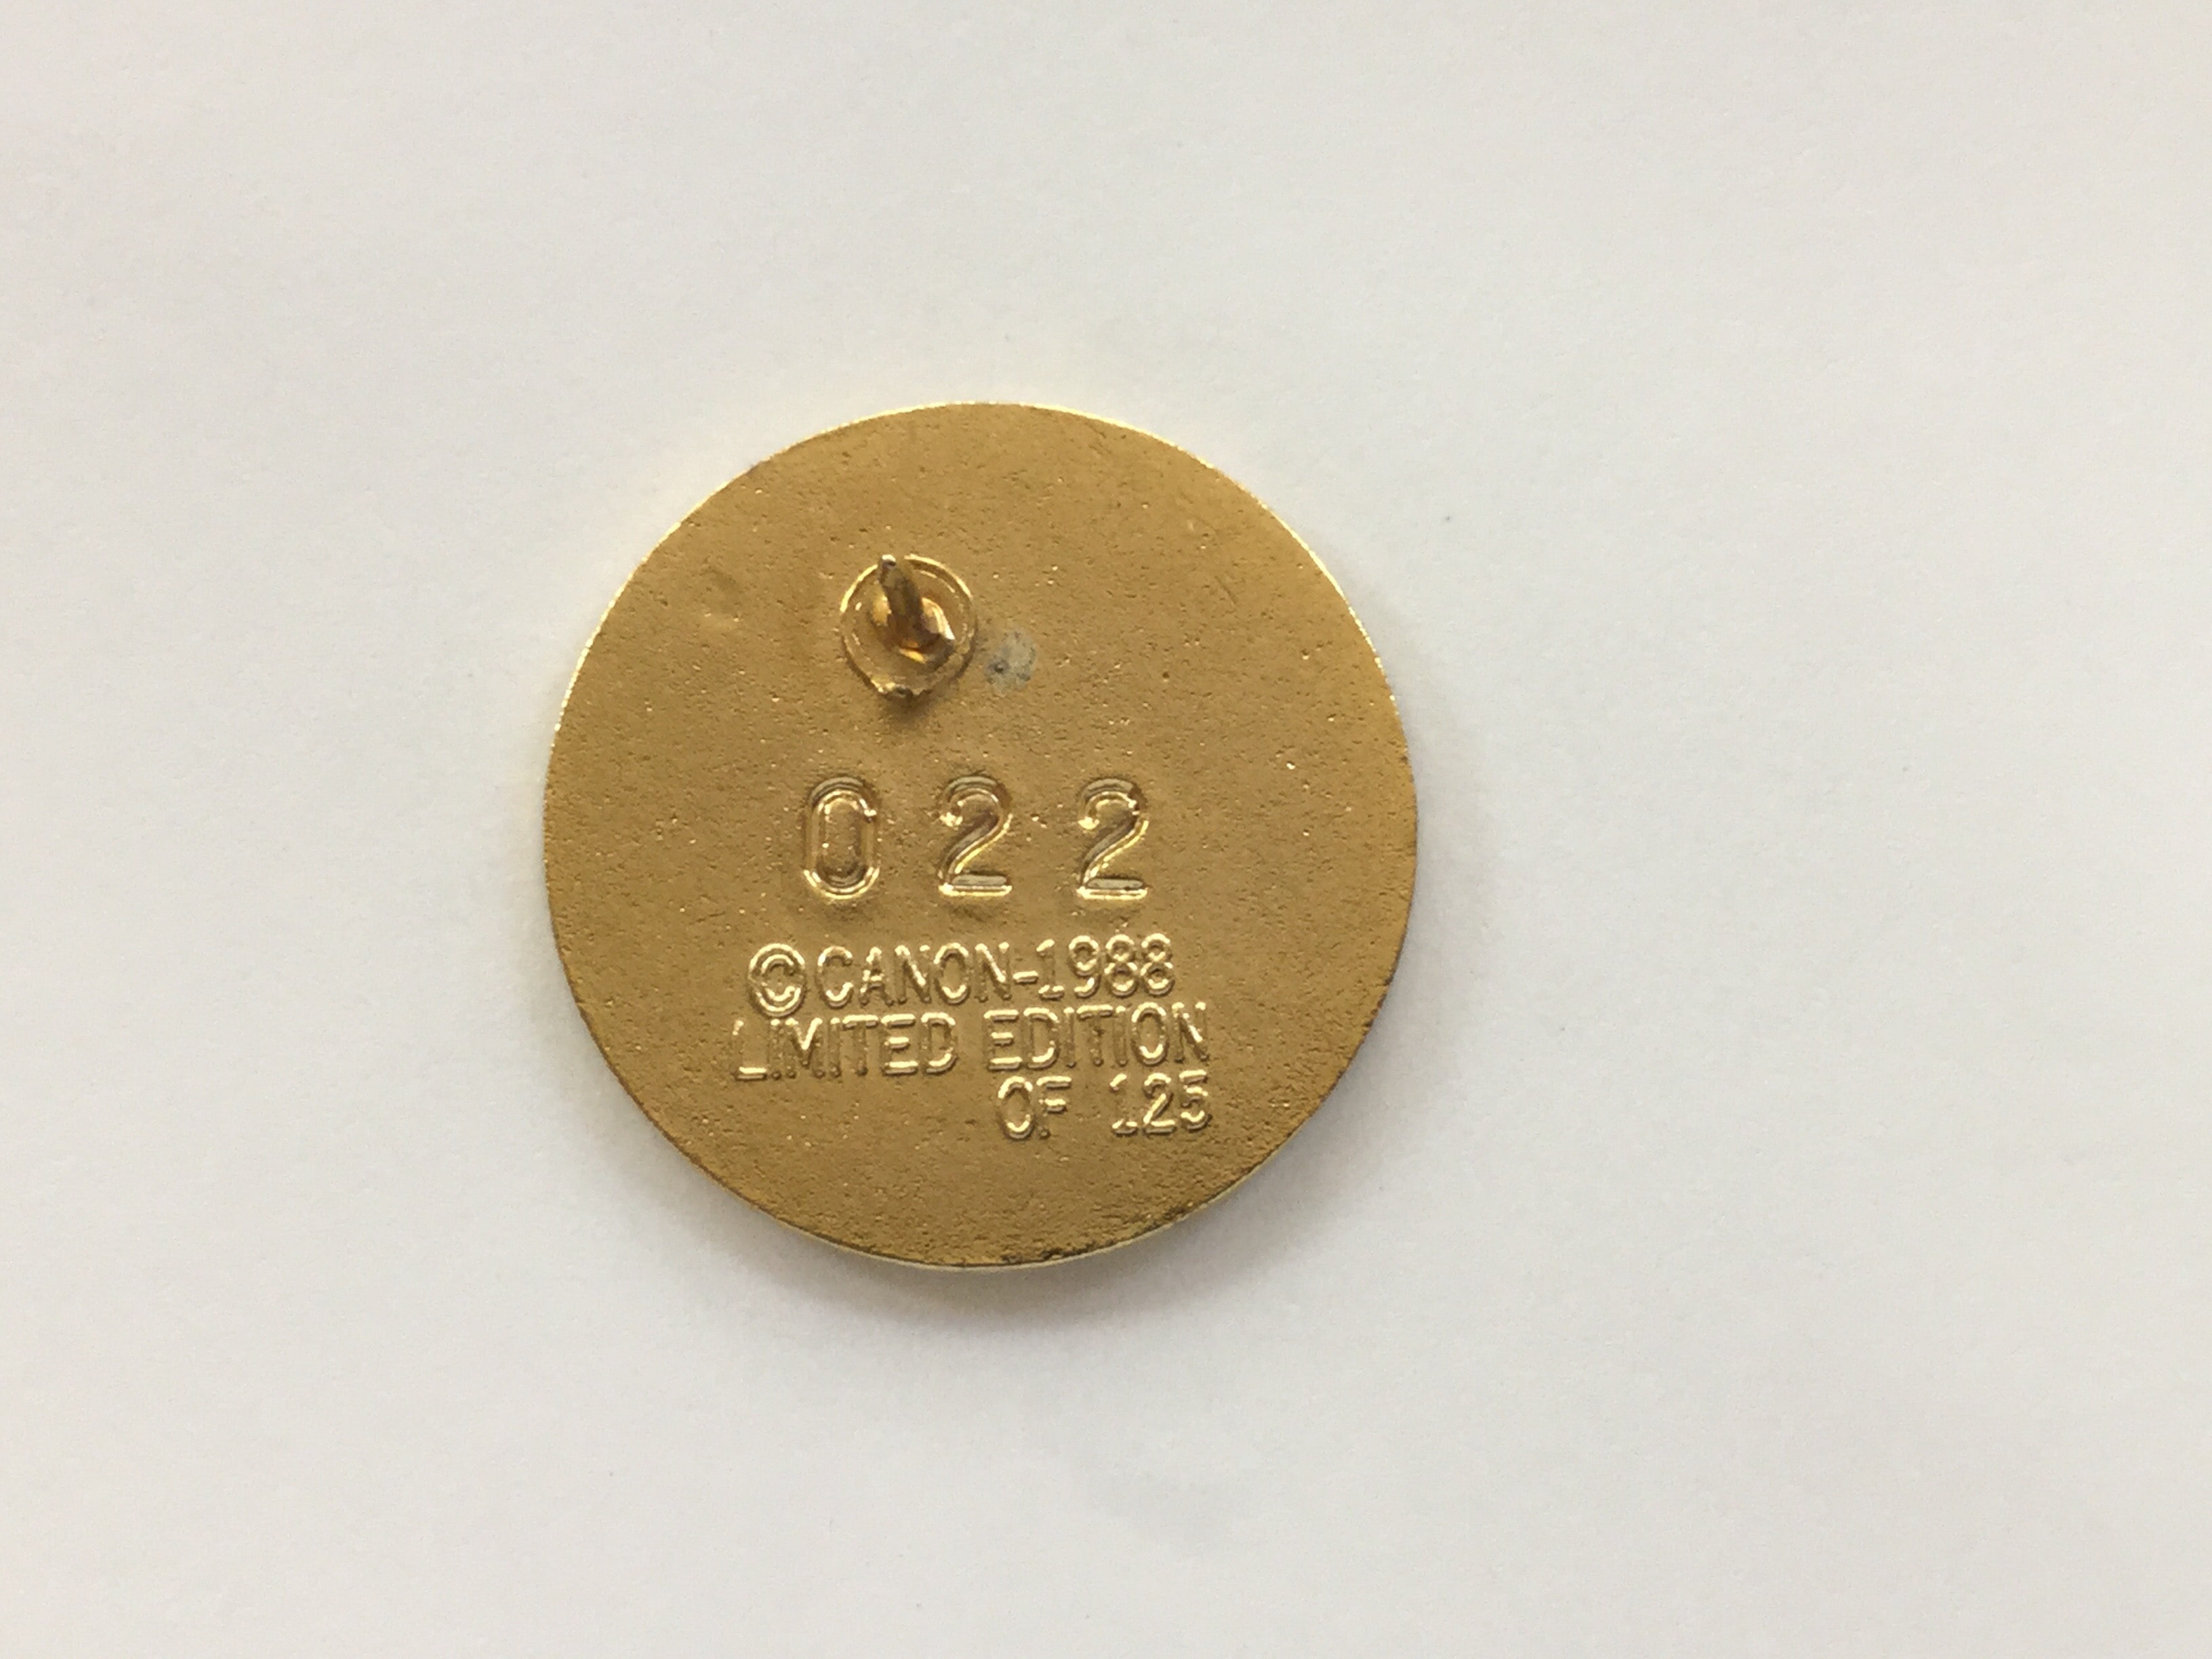 022
©CANON-1988
LIMITED EDITION
OF 125